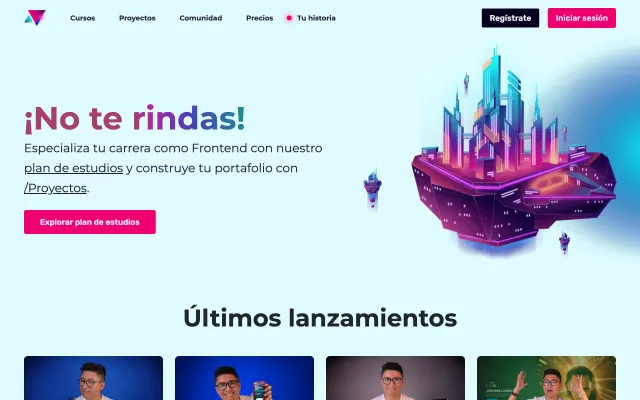 Cursos
Proyectos
Comunidad
Precios
Tu historia
Regístrate
Iniciar sesión
¡No te rindas!
Especializa tu carrera como Frontend con nuestro
plan de estudios y construye tu portafolio con
/Proyectos.
Explorar plan de estudios
Últimos lanzamientos